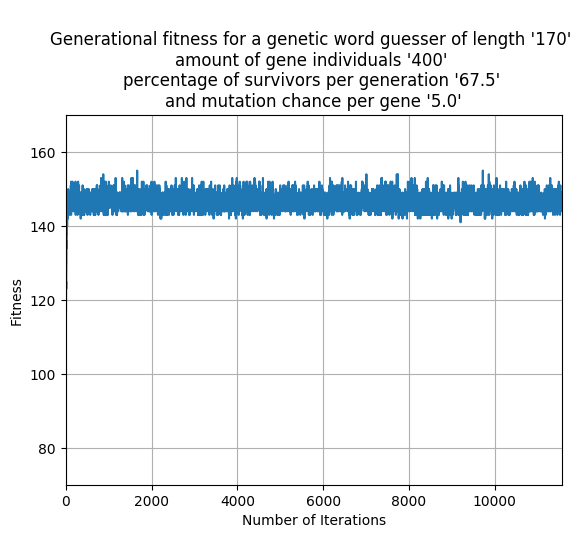 Generational fitness for a genetic word guesser of length '170'
amount of gene individuals '400'
percentage of survivors per generation '67.5'
and mutation chance per gene '5.0'
160
140
120
100
80
Fitness
0 2000 4000 6000 8000 10000
Number of Iterations